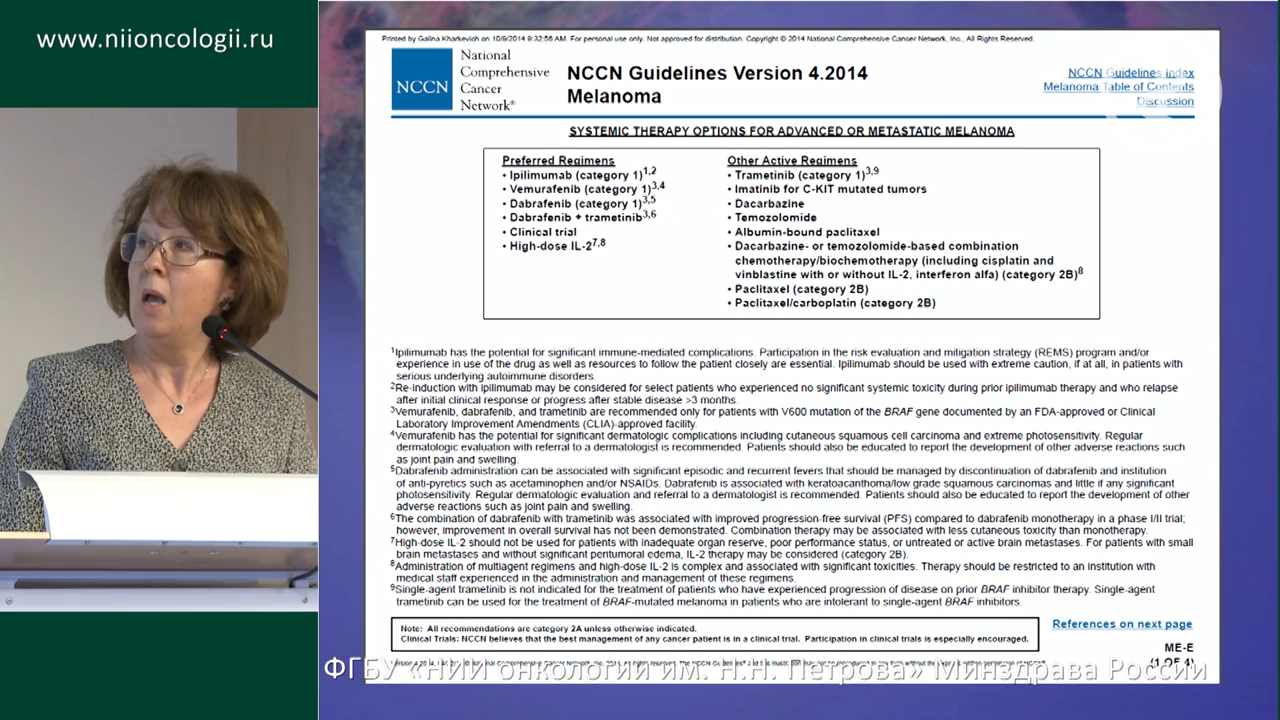 www.niioncologii.ru
Printed by Galina Kharkevich on 10/9/2014 9:32:56 AM. For personal use only. Not approved for distribution. Copyright © 2014 National Comprehensive Cancer Network, Inc., All Rights Reserved.
NCCN
National
Comprehensive
Cancer
Network®
NCCN Guidelines Version 4.2014
Melanoma
NCCN Guidelines Index
Melanoma Table of Contents
Discussion
SYSTEMIC THERAPY OPTIONS FOR ADVANCED OR METASTATIC MELANOMA
Preferred Regimens
• Ipilimumab (category 1)1,2
• Vemurafenib (category 1)3,4
• Dabrafenib (category 1)3,5
• Dabrafenib + trametinib3,6
• Clinical trial
• High-dose IL-27,8
Other Active Regimens
• Trametinib (category 1)3,9
• Imatinib for C-KIT mutated tumors
• Dacarbazine
• Temozolomide
• Albumin-bound paclitaxel
• Dacarbazine- or temozolomide-based combination
chemotherapy/biochemotherapy (including cisplatin and
vinblastine with or without IL-2, interferon alfa) (category 2B)8
• Paclitaxel (category 2B)
• Paclitaxel/carboplatin (category 2B)
1Ipilimumab has the potential for significant immune-mediated complications. Participation in the risk evaluation and mitigation strategy (REMS) program and/or
experience in use of the drug as well as resources to follow the patient closely are essential. Ipilimumab should be used with extreme caution, if at all, in patients with
serious underlying autoimmune disorders.
2Re-induction with ipilimumab may be considered for select patients who experienced no significant systemic toxicity during prior ipilimumab therapy and who relapse
after initial clinical response or progress after stable disease >3 months.
3Vemurafenib, dabrafenib, and trametinib are recommended only for patients with V600 mutation of the BRAF gene documented by an FDA-approved or Clinical
Laboratory Improvement Amendments (CLIA)-approved facility.
4Vemurafenib has the potential for significant dermatologic complications including cutaneous squamous cell carcinoma and extreme photosensitivity. Regular
dermatologic evaluation with referral to a dermatologist is recommended. Patients should also be educated to report the development of other adverse reactions such
as joint pain and swelling.
5Dabrafenib administration can be associated with significant episodic and recurrent fevers that should be managed by discontinuation of dabrafenib and institution
of anti-pyretics such as acetaminophen and/or NSAIDs. Dabrafenib is associated with keratoacanthoma/low grade squamous carcinomas and little if any significant
photosensitivity. Regular dermatologic evaluation and referral to a dermatologist is recommended. Patients should also be educated to report the development of other
adverse reactions such as joint pain and swelling.
6The combination of dabrafenib with trametinib was associated with improved progression-free survival (PFS) compared to dabrafenib monotherapy in a phase I/II trial;
however, improvement in overall survival has not been demonstrated. Combination therapy may be associated with less cutaneous toxicity than monotherapy.
7High-dose IL-2 should not be used for patients with inadequate organ reserve, poor performance status, or untreated or active brain metastases. For patients with small
brain metastases and without significant peritumoral edema, IL-2 therapy may be considered (category 2B).
8Administration of multiagent regimens and high-dose IL-2 is complex and associated with significant toxicities. Therapy should be restricted to an institution with
medical staff experienced in the administration and management of these regimens.
9Single-agent trametinib is not indicated for the treatment of patients who have experienced progression of disease on prior BRAF inhibitor therapy. Single-agent
trametinib can be used for the treatment of BRAF-mutated melanoma in patients who are intolerant to single-agent BRAF inhibitors.
Note: All recommendations are category 2A unless otherwise indicated.
Clinical Trials: NCCN believes that the best management of any cancer patient is in a clinical trial. Participation in clinical trials is especially encouraged.
References on next page
ME-E
(1 OF 4)
ФГБУ «НИИ онкологии им. Н.Н. Петрова» Минздрава России